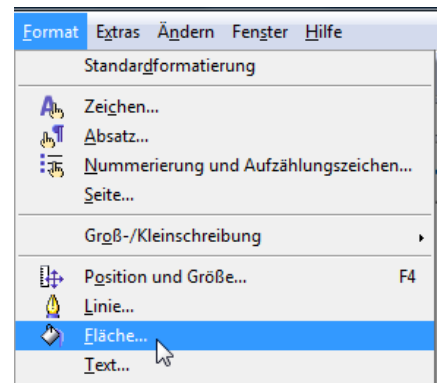 Format Extras Ändern Fenster Hilfe
Standardformatierung
Zeichen...
Absatz...
Nummerierung und Aufzählungszeichen...
Seite...
Groß-/Kleinschreibung
Position und Größe... F4
Linie...
Fläche...
Text...